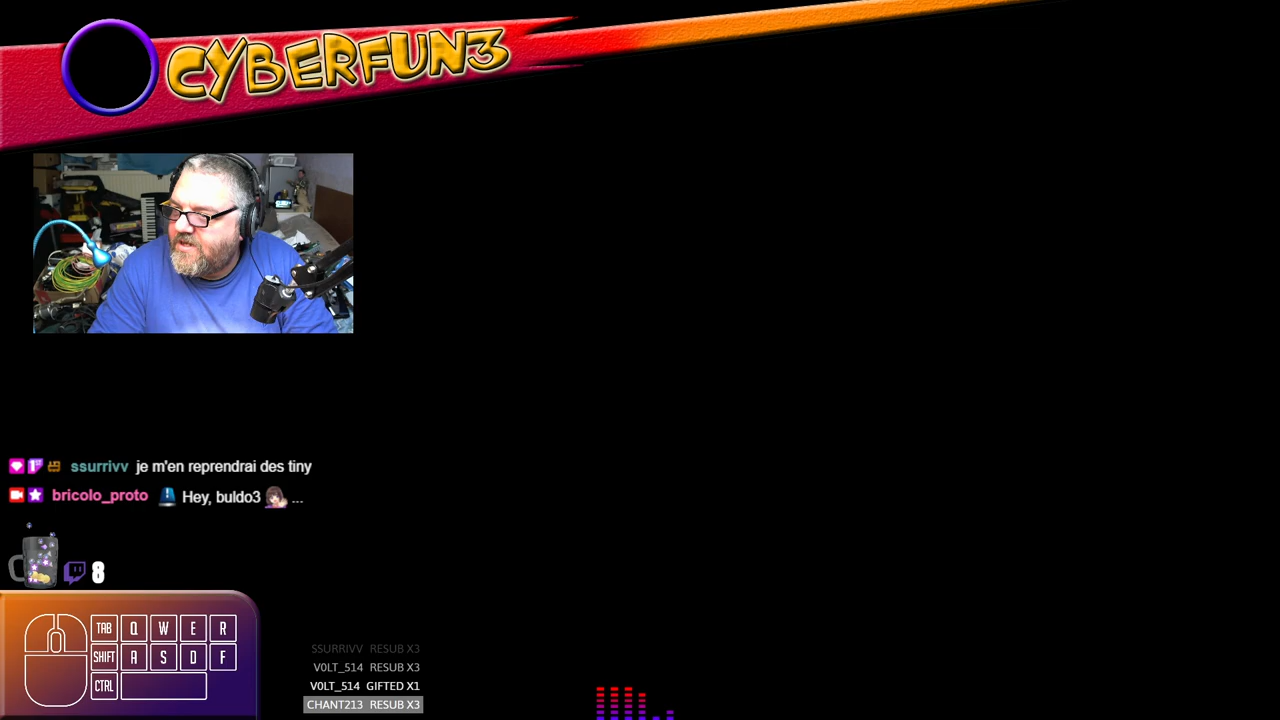 CYBERFUN3
ssurrivv je m'en reprendrai des tiny
bricolo_proto Hey, buldo3 ...
8
TAB Q W E R
SHIFT A S D F
CTRL
SSURRIVV RESUB X3
V0LT_514 RESUB X3
V0LT_514 GIFTED X1
CHANT213 RESUB X3